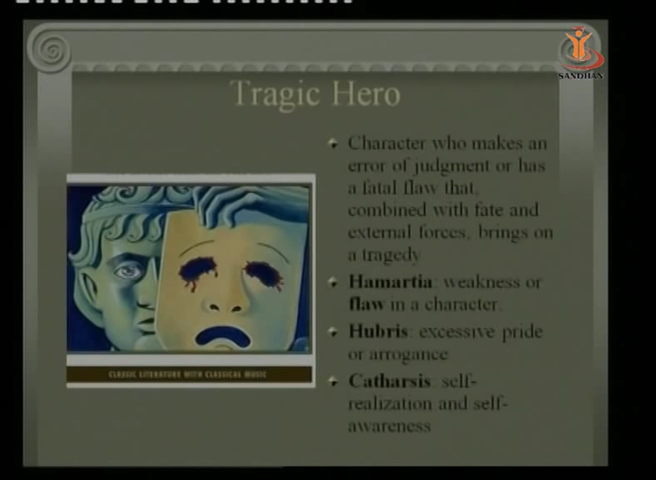 SANDHAN
Tragic Hero
Character who makes an
error of judgment or has
a fatal flaw that,
combined with fate and
external forces, brings on
a tragedy
Hamartia: weakness or
flaw in a character.
Hubris: excessive pride
or arrogance
Catharsis: self-
realization and self-
awareness
CLASSIC LITERATURE WITH CLASSICAL MUSIC